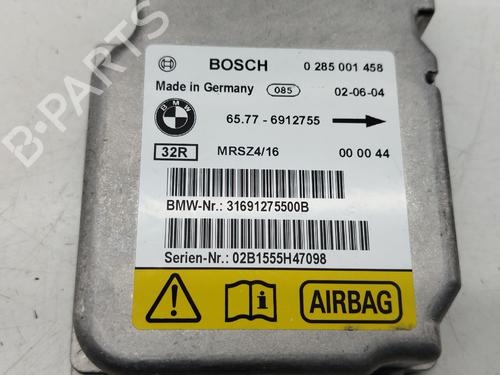 BOSCH 0 285 001 458
Made in Germany 085 02-06-04
BMW 65.77 - 6912755
32R MRSZ4/16 00 00 44
BMW-Nr.: 31691275500B
Serien-Nr.: 02B1555H47098
i AIRBAG
B-PARTS